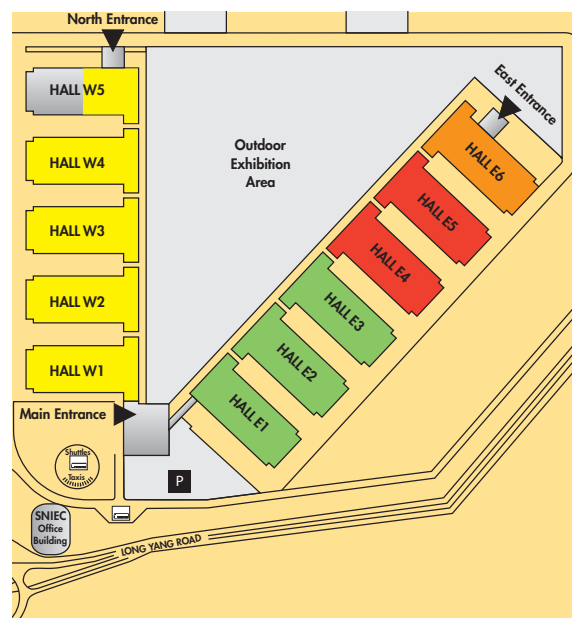 North Entrance
East Entrance
HALL W5
HALL W4
HALL W3
HALL W2
HALL W1
Outdoor
Exhibition
Area
HALL E6
HALL E5
HALL E4
HALL E3
HALL E2
HALL E1
Main Entrance
Shuttles
Taxis
P
SNIEC
Office
Building
LONG YANG ROAD